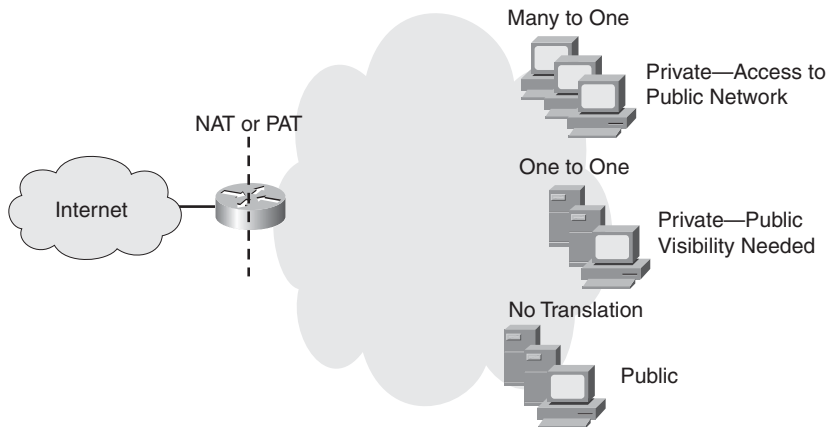 Many to One
Private—Access to
Public Network
NAT or PAT
One to One
Internet
Private—Public
Visibility Needed
No Translation
Public